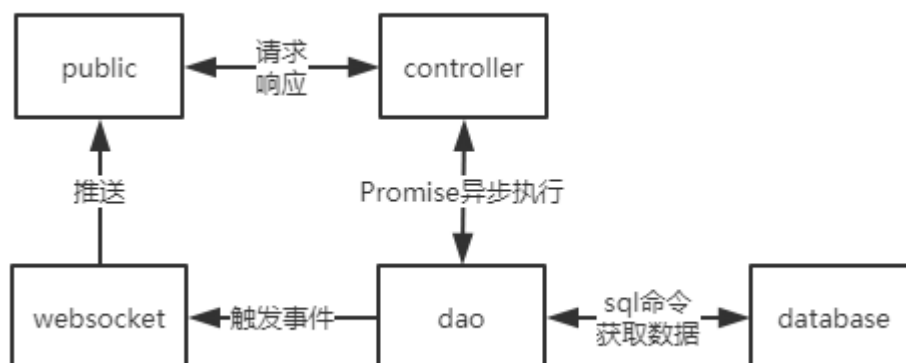 public
请求
响应
controller
推送
Promise异步执行
websocket
触发事件
dao
sql命令
获取数据
database